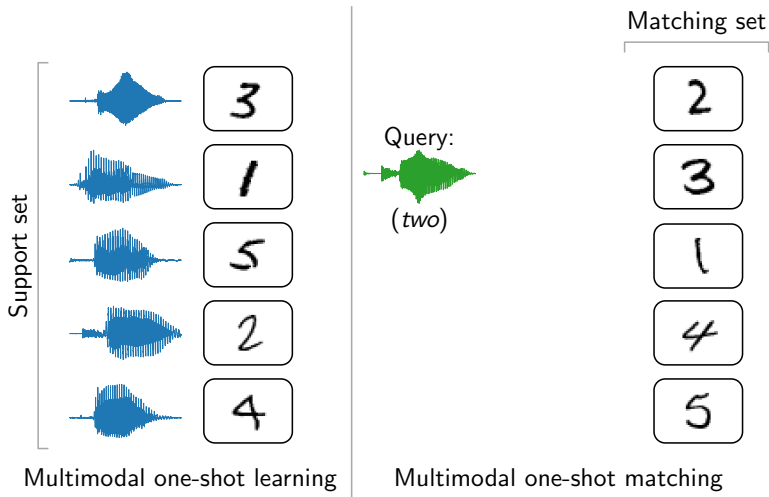 Support set
3
1
5
2
4
Multimodal one-shot learning
Matching set
Query:
(two)
2
3
1
4
5
Multimodal one-shot matching